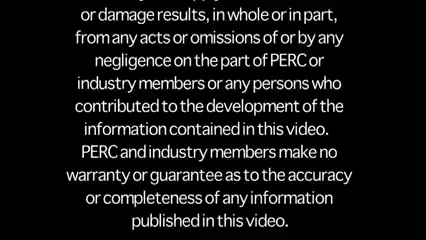 or damage results, in whole or in part,
from any acts or omissions of or by any
negligence on the part of PERC or
industry members or any persons who
contributed to the development of the
information contained in this video.
PERC and industry members make no
warranty or guarantee as to the accuracy
or completeness of any information
published in this video.